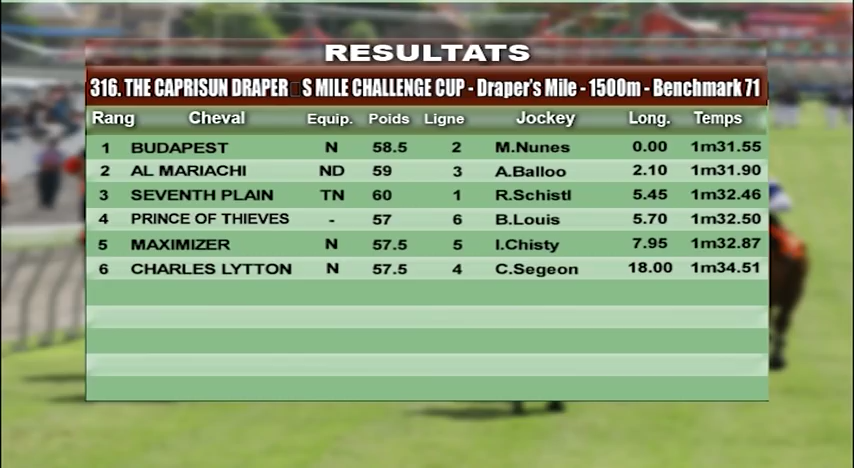 RESULTATS
316. THE CAPRISUN DRAPER□S MILE CHALLENGE CUP - Draper's Mile - 1500m - Benchmark 71
Rang Cheval Equip. Poids Ligne Jockey Long. Temps
1 BUDAPEST N 58.5 2 M.Nunes 0.00 1m31.55
2 AL MARIACHI ND 59 3 A.Balloo 2.10 1m31.90
3 SEVENTH PLAIN TN 60 1 R.Schistl 5.45 1m32.46
4 PRINCE OF THIEVES - 57 6 B.Louis 5.70 1m32.50
5 MAXIMIZER N 57.5 5 I.Chisty 7.95 1m32.87
6 CHARLES LYTTON N 57.5 4 C.Segeon 18.00 1m34.51